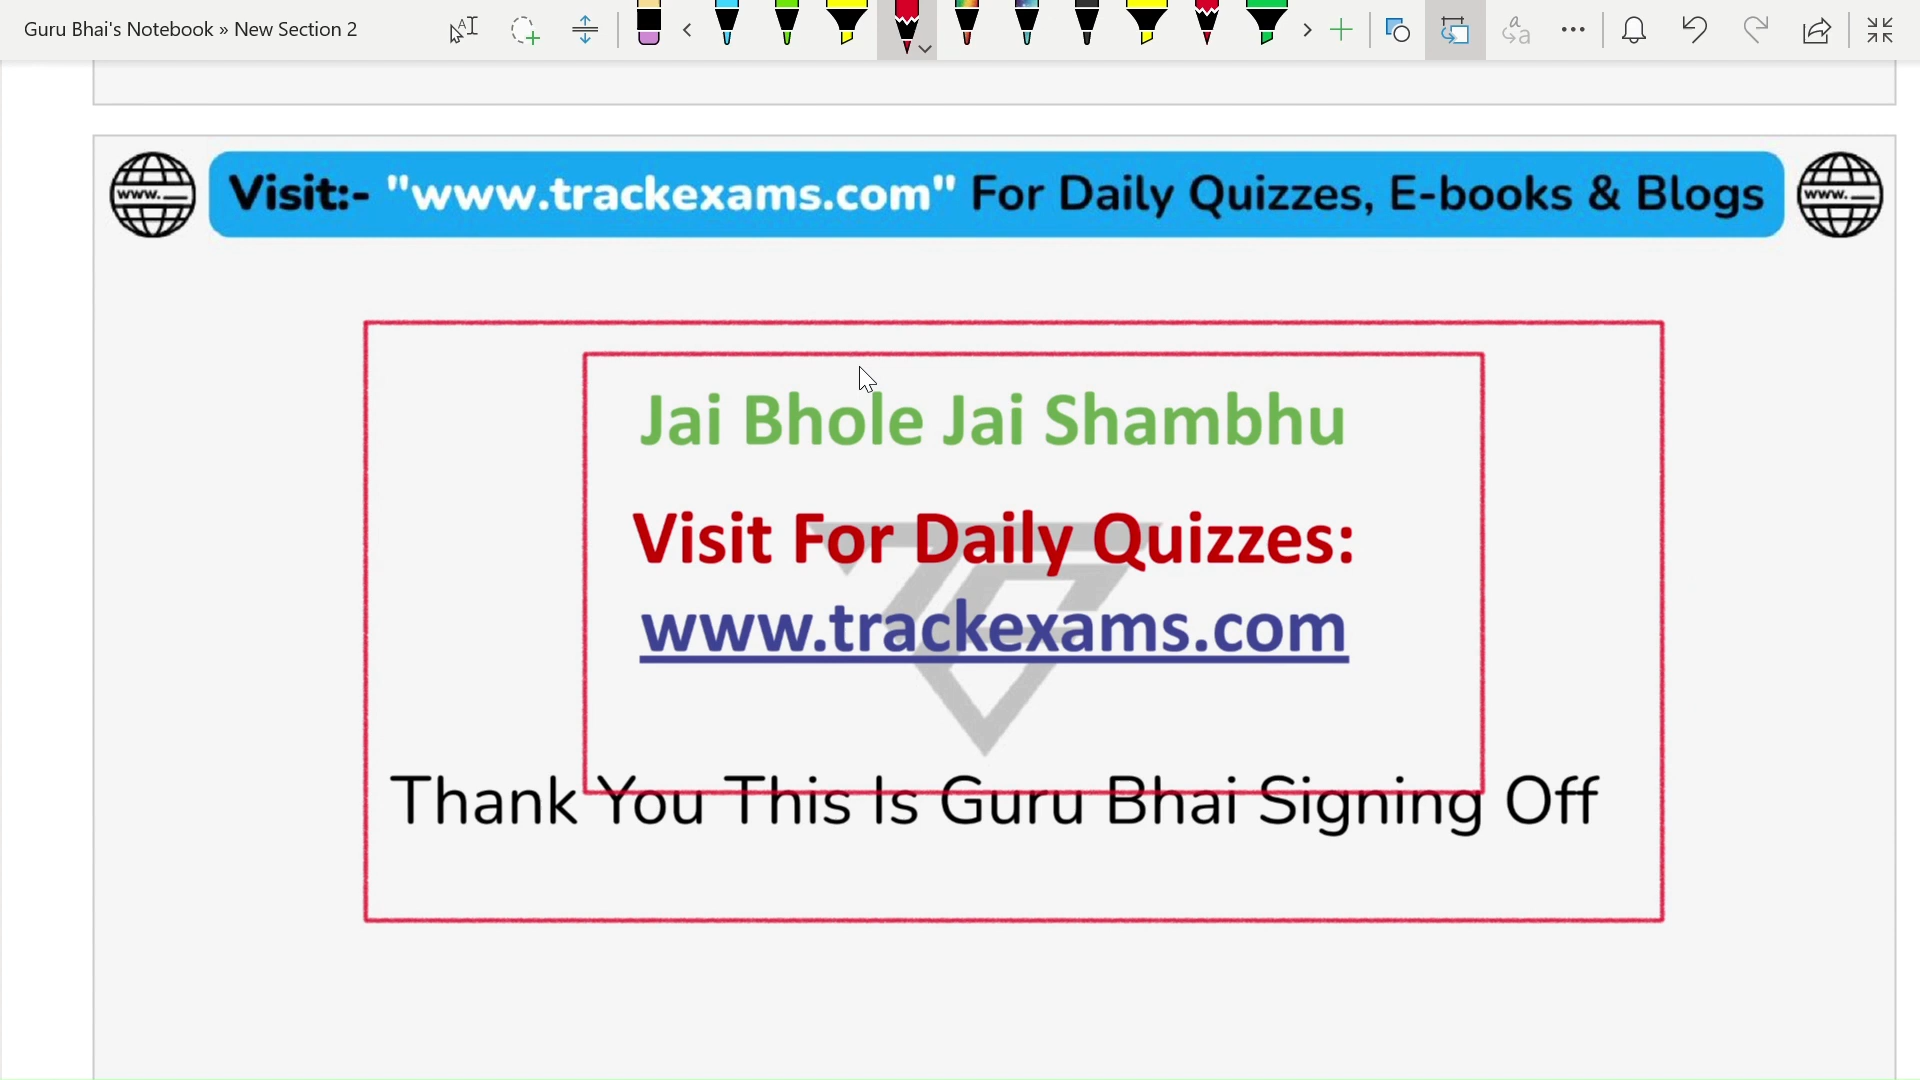 Guru Bhai's Notebook » New Section 2
Visit:- "www.trackexams.com" For Daily Quizzes, E-books & Blogs
www.
www.
Jai Bhole Jai Shambhu
Visit For Daily Quizzes:
www.trackexams.com
Thank You This Is Guru Bhai Signing Off